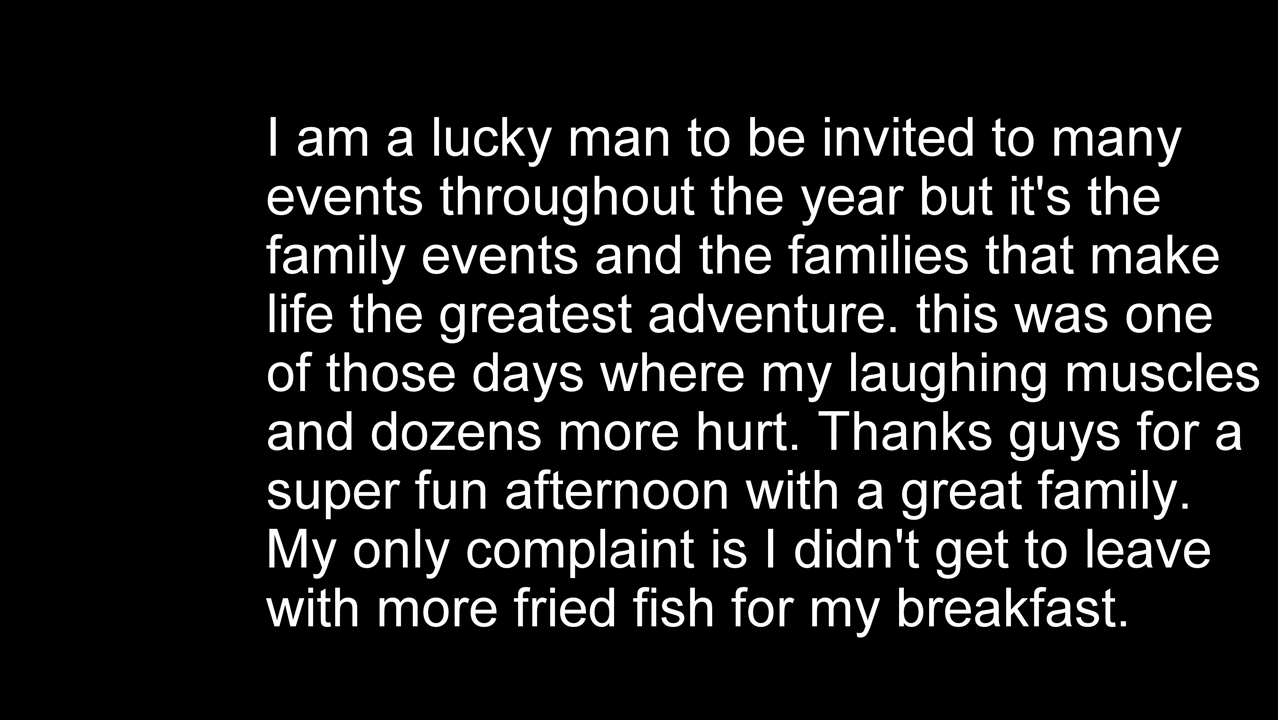 I am a lucky man to be invited to many
events throughout the year but it's the
family events and the families that make
life the greatest adventure. this was one
of those days where my laughing muscles
and dozens more hurt. Thanks guys for a
super fun afternoon with a great family.
My only complaint is I didn't get to leave
with more fried fish for my breakfast.